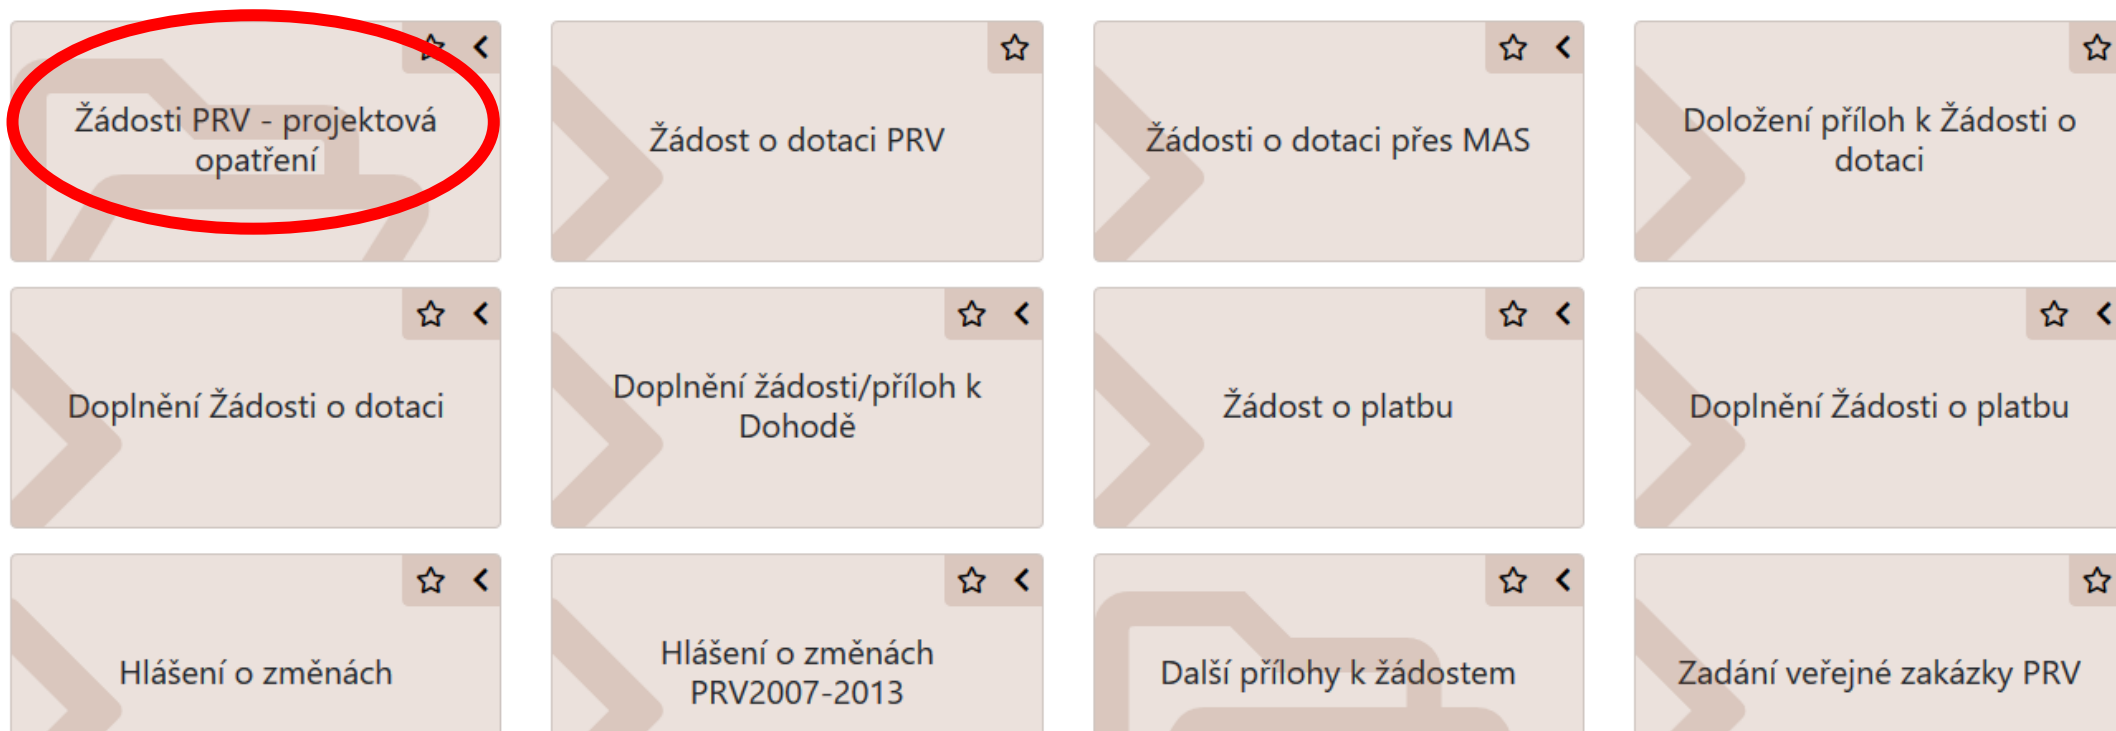 Žádosti PRV - projektová
opatření
Žádost o dotaci PRV
Žádosti o dotaci přes MAS
Doložení příloh k Žádosti o
dotaci
Doplnění Žádosti o dotaci
Doplnění žádosti/příloh k
Dohodě
Žádost o platbu
Doplnění Žádosti o platbu
Hlášení o změnách
Hlášení o změnách
PRV2007-2013
Další přílohy k žádostem
Zadání veřejné zakázky PRV